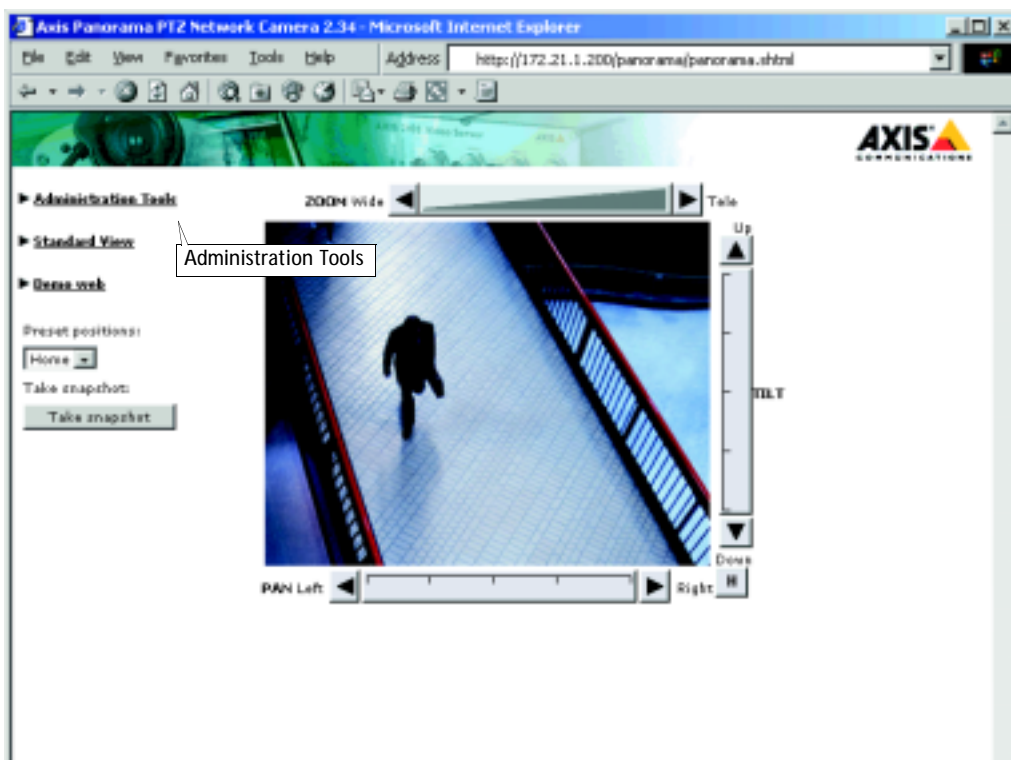 Axis Panorama PTZ Network Camera 2.34 - Microsoft Internet Explorer
File Edit View Favorites Tools Help Address http://172.21.1.200/panorama/panorama.shtml
AXIS
COMMUNICATIONS
Administration Tools
ZOOM Wide Tele
Up
Standard View
Administration Tools
Demo web
Preset positions:
Home
Take snapshot:
TILT
Take snapshot
Down
PAN Left Right H